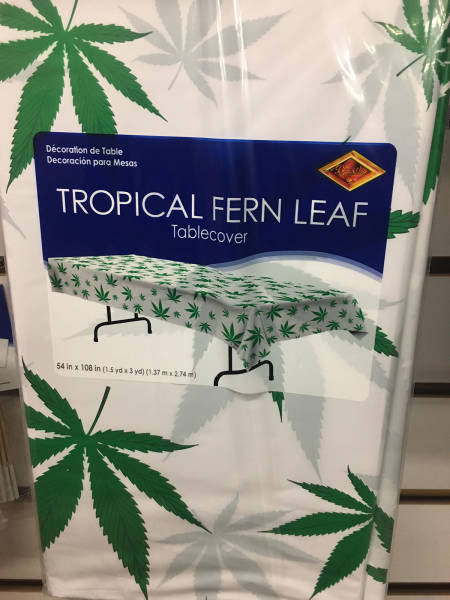 Décoration de Table
Decoración para Mesas
TROPICAL FERN LEAF
Tablecover
54 in x 108 in (1.5 yd x 3 yd) (1.37 m x 2.74 m)